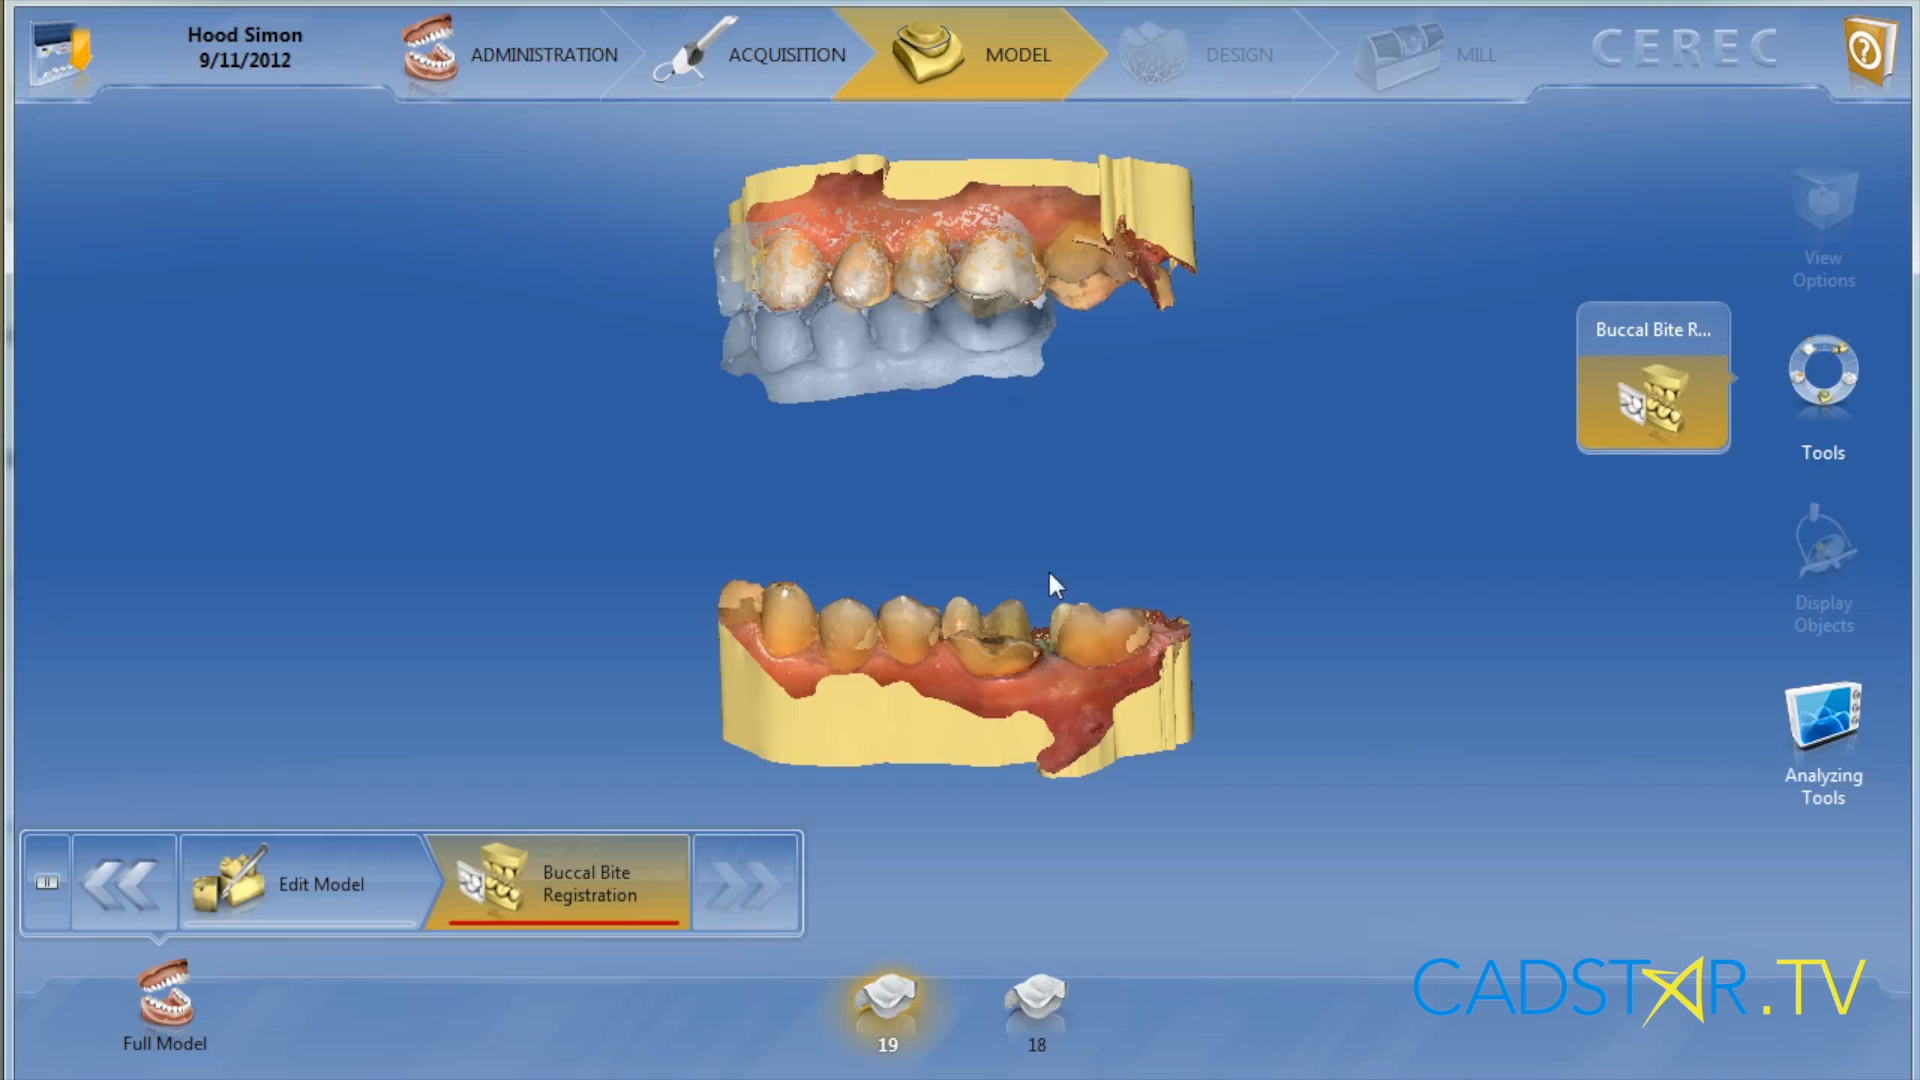 Hood Simon
9/11/2012
ADMINISTRATION
ACQUISITION
MODEL
DESIGN
MILL
CEREC
?
View
Options
Buccal Bite R...
Tools
Display
Objects
Analyzing
Tools
Edit Model
Buccal Bite
Registration
Full Model
19
18
CADSTAR.TV